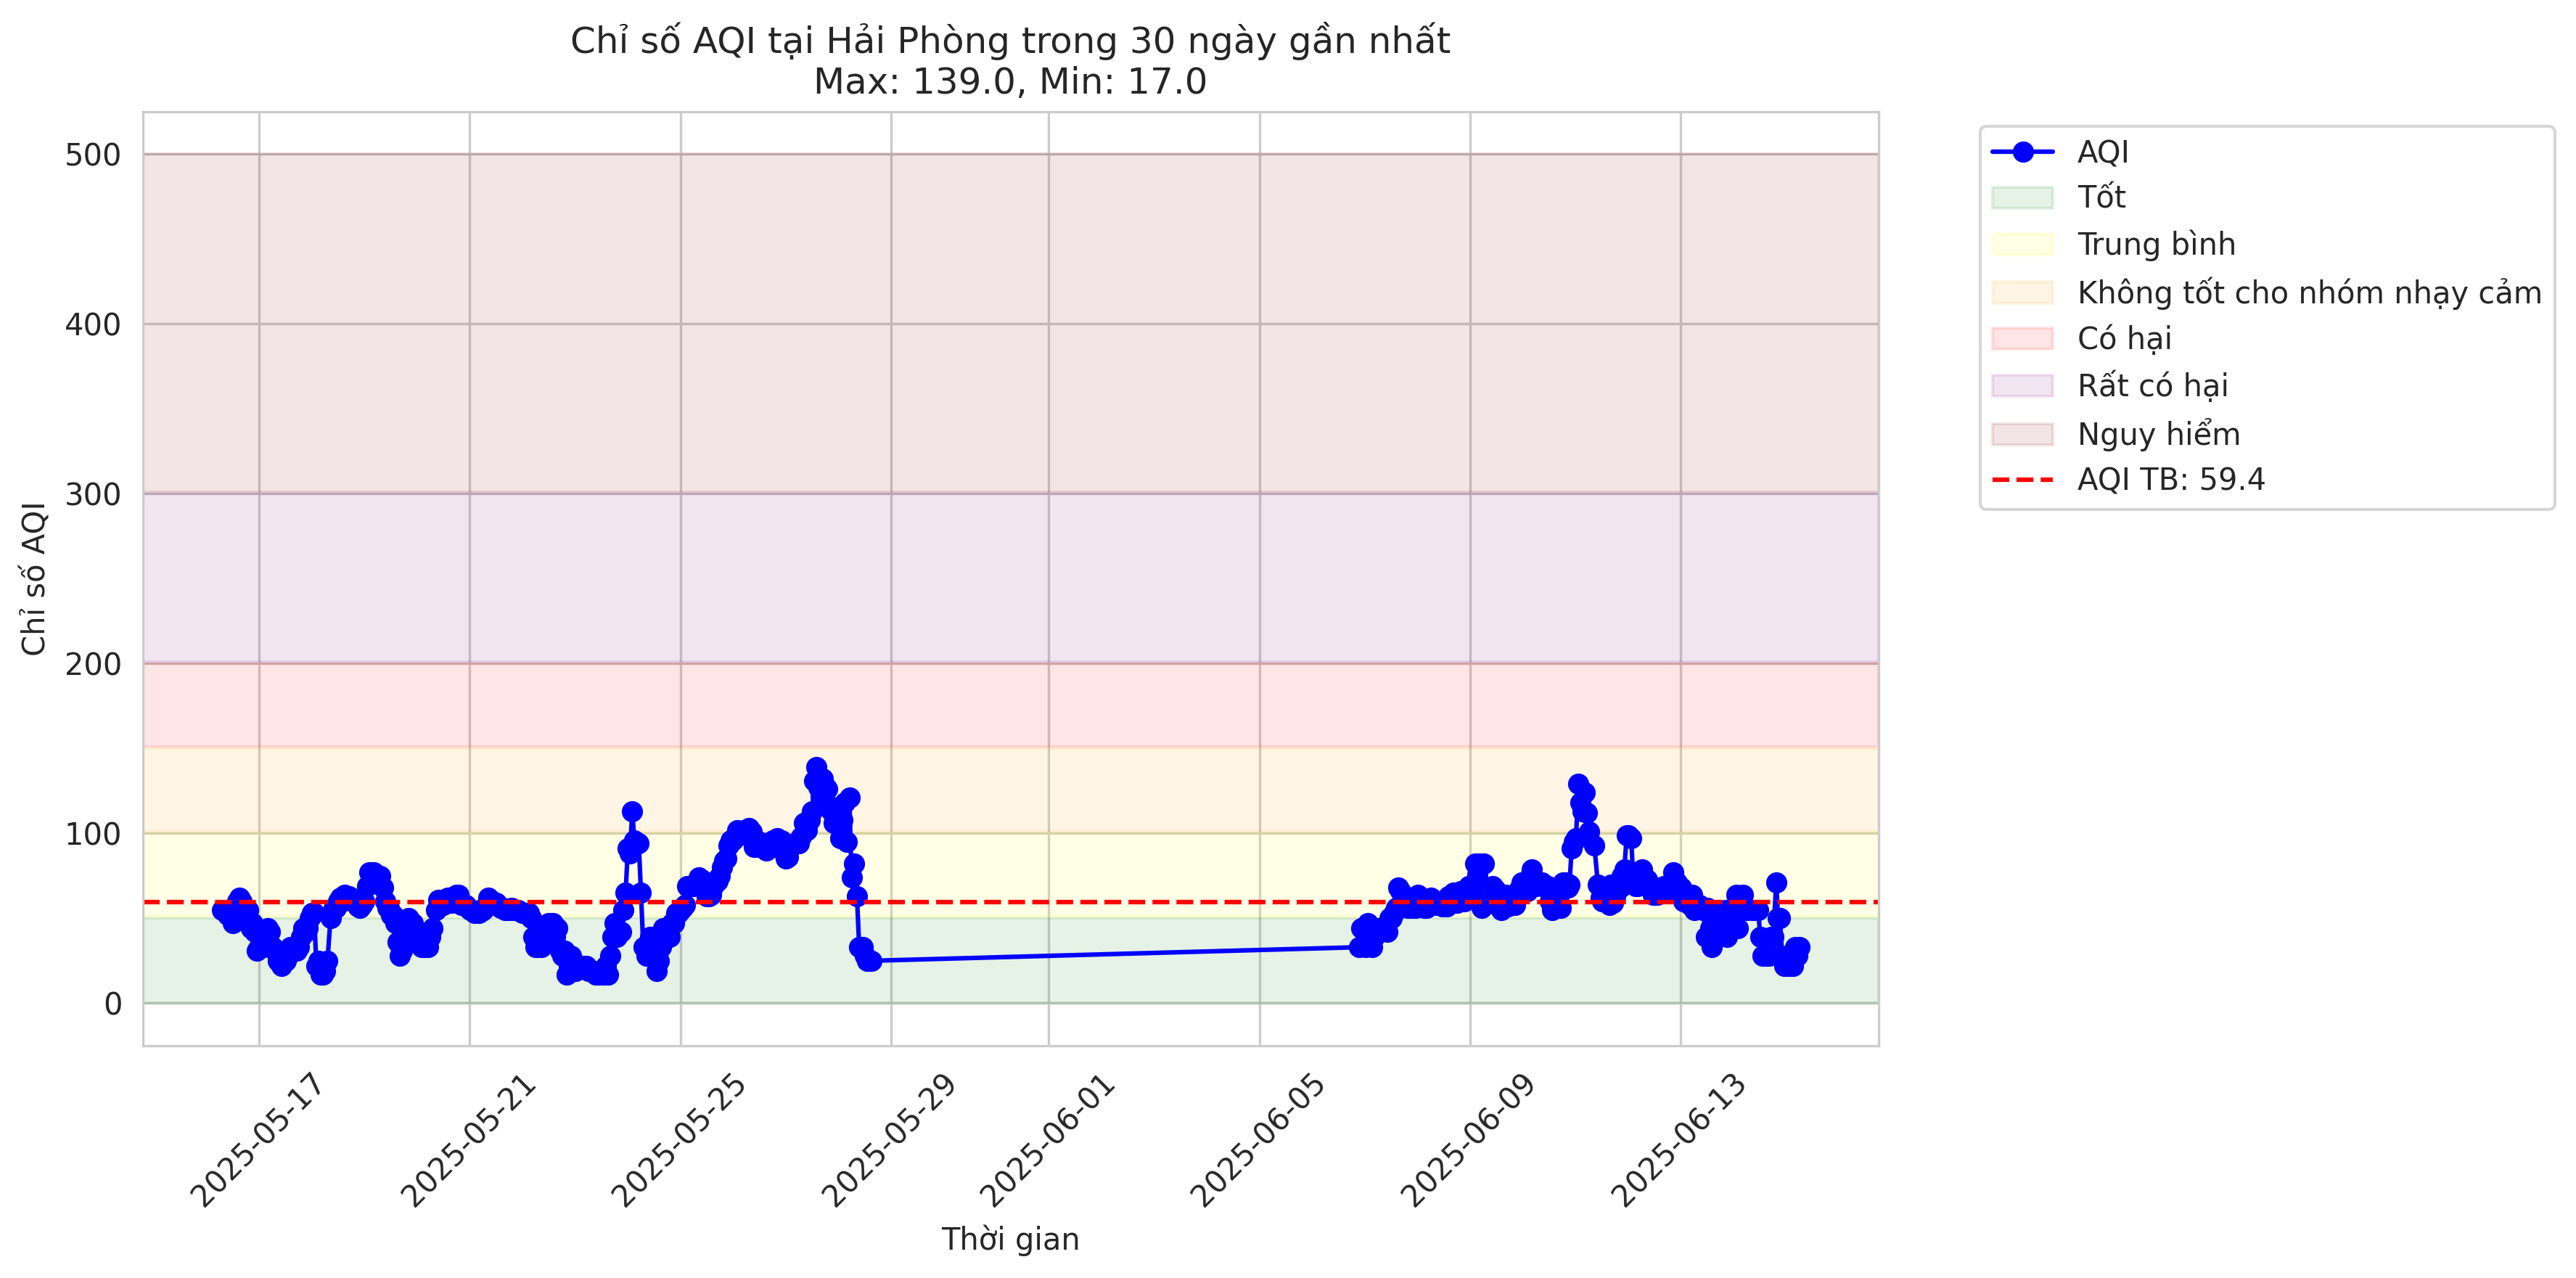 Chỉ số AQI tại Hải Phòng trong 30 ngày gần nhất
Max: 139.0, Min: 17.0
Chỉ số AQI
500
400
300
200
100
0
2025-05-17
2025-05-21
2025-05-25
2025-05-29
2025-06-01
2025-06-05
2025-06-09
2025-06-13
Thời gian
AQI
Tốt
Trung bình
Không tốt cho nhóm nhạy cảm
Có hại
Rất có hại
Nguy hiểm
AQI TB: 59.4